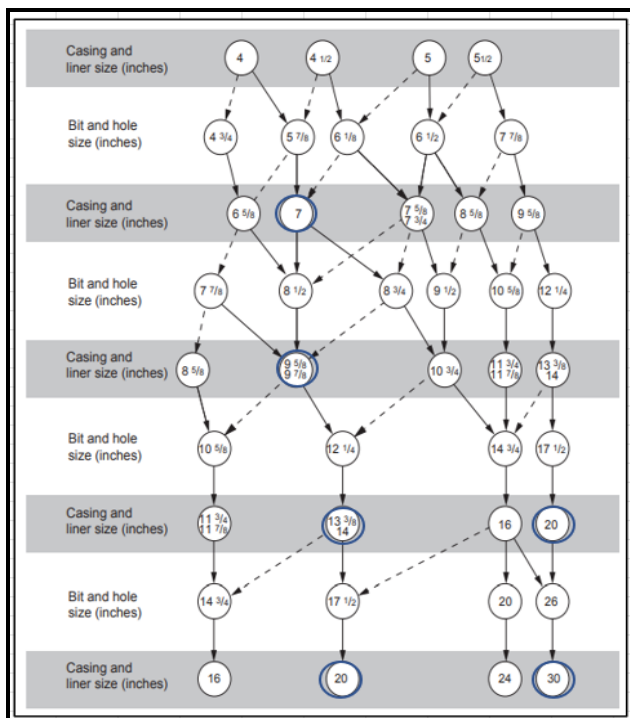 Casing and
liner size (inches)
4
4 1/2
5
5 1/2
Bit and hole
size (inches)
4 3/4
5 7/8
6 1/8
6 1/2
7 7/8
Casing and
liner size (inches)
6 5/8
7
7 5/8
7 3/4
8 5/8
9 5/8
Bit and hole
size (inches)
7 7/8
8 1/2
8 3/4
9 1/2
10 5/8
12 1/4
Casing and
liner size (inches)
8 5/8
9 5/8
9 7/8
10 3/4
11 3/4
11 7/8
13 3/8
14
Bit and hole
size (inches)
10 5/8
12 1/4
14 3/4
17 1/2
Casing and
liner size (inches)
11 3/4
11 7/8
13 3/8
14
16
20
Bit and hole
size (inches)
14 3/4
17 1/2
20
26
Casing and
liner size (inches)
16
20
24
30